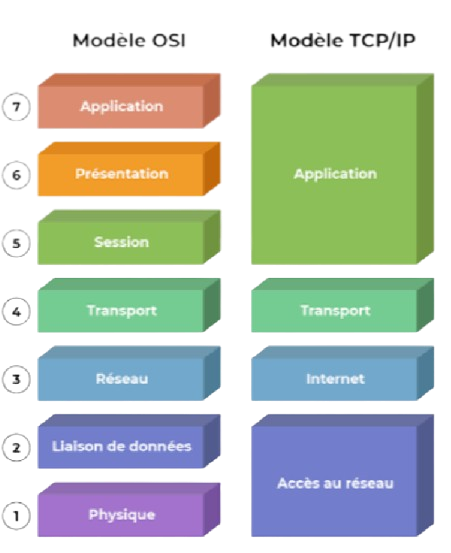 Modèle OSI
Modèle TCP/IP
7
Application
6
Présentation
Application
5
Session
4
Transport
Transport
3
Réseau
Internet
2
Liaison de données
Accès au réseau
1
Physique